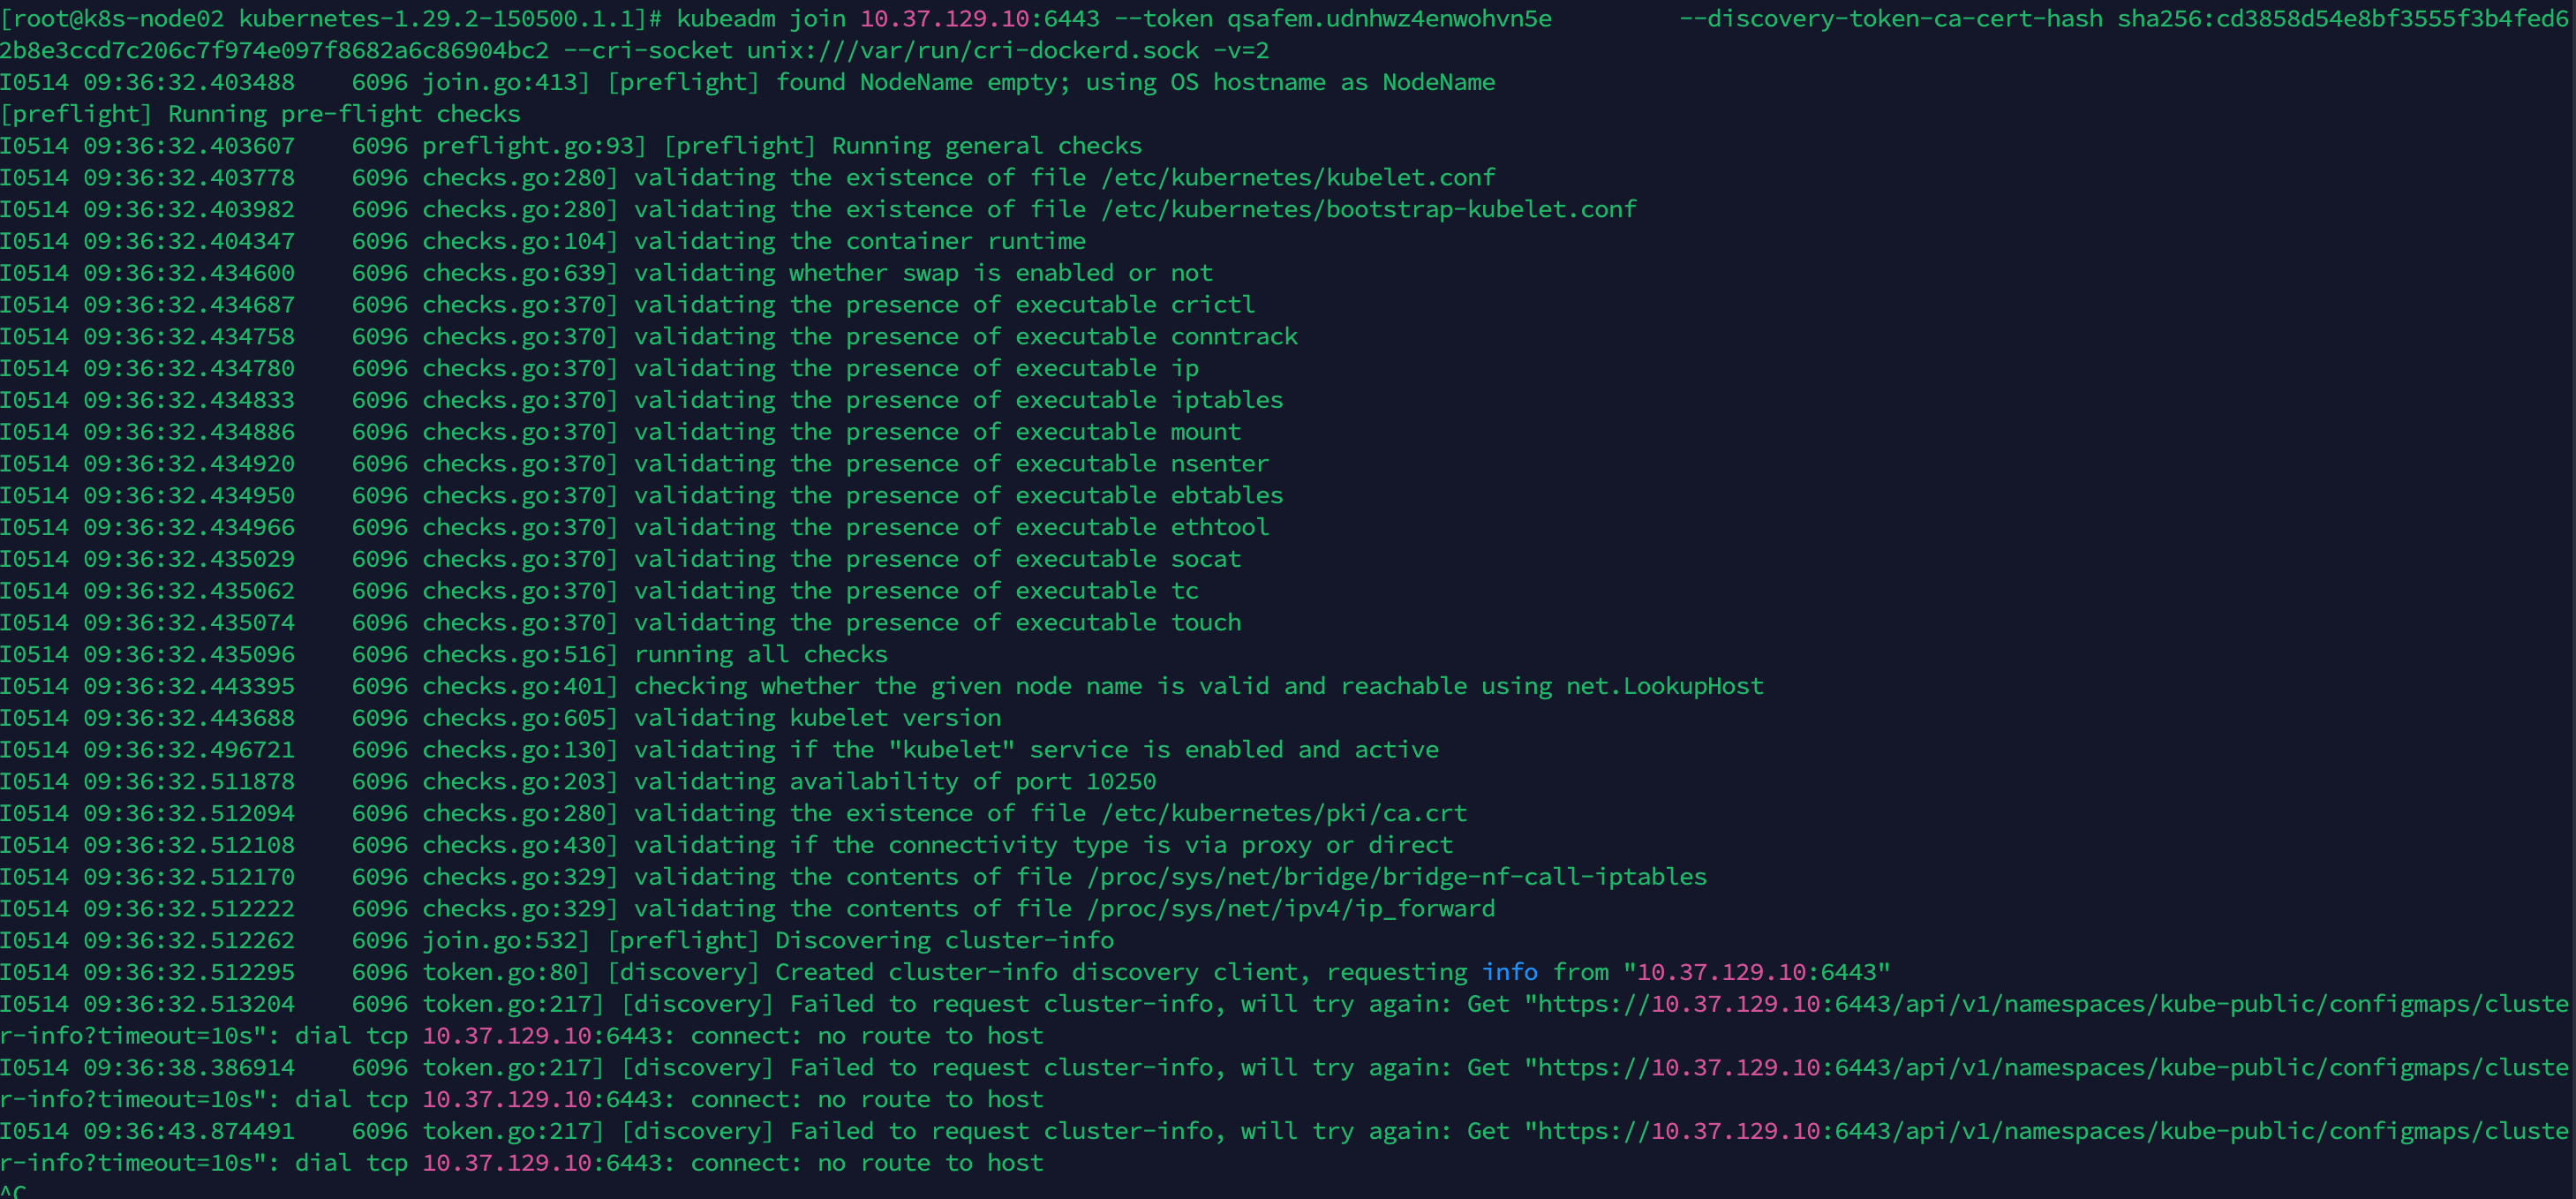 [root@k8s-node02 kubernetes-1.29.2-150500.1.1]# kubeadm join 10.37.129.10:6443 --token qsafem.udnhwz4enwohvn5e         --discovery-token-ca-cert-hash sha256:cd3858d54e8bf3555f3b4fed6
2b8e3ccd7c206c7f974e097f8682a6c86904bc2 --cri-socket unix:///var/run/cri-dockerd.sock -v=2
I0514 09:36:32.403488    6096 join.go:413] [preflight] found NodeName empty; using OS hostname as NodeName
[preflight] Running pre-flight checks
I0514 09:36:32.403607    6096 preflight.go:93] [preflight] Running general checks
I0514 09:36:32.403778    6096 checks.go:280] validating the existence of file /etc/kubernetes/kubelet.conf
I0514 09:36:32.403982    6096 checks.go:280] validating the existence of file /etc/kubernetes/bootstrap-kubelet.conf
I0514 09:36:32.404347    6096 checks.go:104] validating the container runtime
I0514 09:36:32.434600    6096 checks.go:639] validating whether swap is enabled or not
I0514 09:36:32.434687    6096 checks.go:370] validating the presence of executable crictl
I0514 09:36:32.434758    6096 checks.go:370] validating the presence of executable conntrack
I0514 09:36:32.434780    6096 checks.go:370] validating the presence of executable ip
I0514 09:36:32.434833    6096 checks.go:370] validating the presence of executable iptables
I0514 09:36:32.434886    6096 checks.go:370] validating the presence of executable mount
I0514 09:36:32.434920    6096 checks.go:370] validating the presence of executable nsenter
I0514 09:36:32.434950    6096 checks.go:370] validating the presence of executable ebtables
I0514 09:36:32.434966    6096 checks.go:370] validating the presence of executable ethtool
I0514 09:36:32.435029    6096 checks.go:370] validating the presence of executable socat
I0514 09:36:32.435062    6096 checks.go:370] validating the presence of executable tc
I0514 09:36:32.435074    6096 checks.go:370] validating the presence of executable touch
I0514 09:36:32.435096    6096 checks.go:516] running all checks
I0514 09:36:32.443395    6096 checks.go:401] checking whether the given node name is valid and reachable using net.LookupHost
I0514 09:36:32.443688    6096 checks.go:605] validating kubelet version
I0514 09:36:32.496721    6096 checks.go:130] validating if the "kubelet" service is enabled and active
I0514 09:36:32.511878    6096 checks.go:203] validating availability of port 10250
I0514 09:36:32.512094    6096 checks.go:280] validating the existence of file /etc/kubernetes/pki/ca.crt
I0514 09:36:32.512108    6096 checks.go:430] validating if the connectivity type is via proxy or direct
I0514 09:36:32.512170    6096 checks.go:329] validating the contents of file /proc/sys/net/bridge/bridge-nf-call-iptables
I0514 09:36:32.512222    6096 checks.go:329] validating the contents of file /proc/sys/net/ipv4/ip_forward
I0514 09:36:32.512262    6096 join.go:532] [preflight] Discovering cluster-info
I0514 09:36:32.512295    6096 token.go:80] [discovery] Created cluster-info discovery client, requesting info from "10.37.129.10:6443"
I0514 09:36:32.513204    6096 token.go:217] [discovery] Failed to request cluster-info, will try again: Get "https://10.37.129.10:6443/api/v1/namespaces/kube-public/configmaps/cluste
r-info?timeout=10s": dial tcp 10.37.129.10:6443: connect: no route to host
I0514 09:36:38.386914    6096 token.go:217] [discovery] Failed to request cluster-info, will try again: Get "https://10.37.129.10:6443/api/v1/namespaces/kube-public/configmaps/cluste
r-info?timeout=10s": dial tcp 10.37.129.10:6443: connect: no route to host
I0514 09:36:43.874491    6096 token.go:217] [discovery] Failed to request cluster-info, will try again: Get "https://10.37.129.10:6443/api/v1/namespaces/kube-public/configmaps/cluste
r-info?timeout=10s": dial tcp 10.37.129.10:6443: connect: no route to host
^C